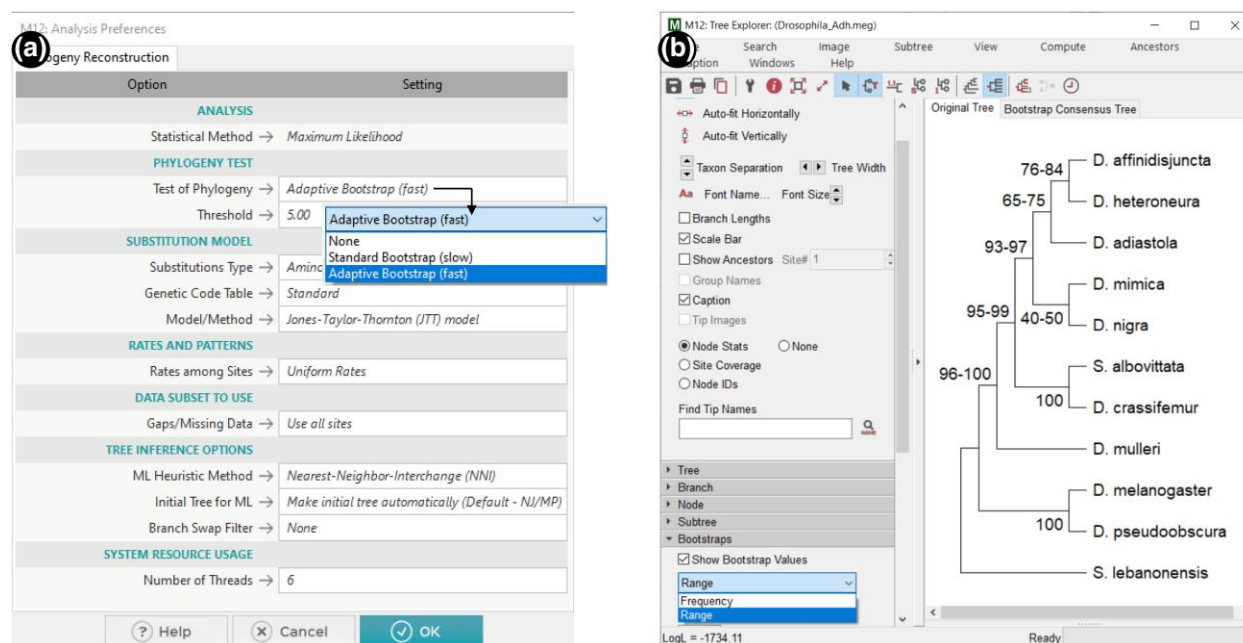 M12: Analysis Preferences
(a)
ogeny Reconstruction
Option Setting
ANALYSIS
Statistical Method → Maximum Likelihood
PHYLOGENY TEST
Test of Phylogeny → Adaptive Bootstrap (fast)
Threshold → 5.00
Adaptive Bootstrap (fast)
None
Standard Bootstrap (slow)
Adaptive Bootstrap (fast)
SUBSTITUTION MODEL
Substitutions Type → Amino
Genetic Code Table → Standard
Model/Method → Jones-Taylor-Thornton (JTT) model
RATES AND PATTERNS
Rates among Sites → Uniform Rates
DATA SUBSET TO USE
Gaps/Missing Data → Use all sites
TREE INFERENCE OPTIONS
ML Heuristic Method → Nearest-Neighbor-Interchange (NNI)
Initial Tree for ML → Make initial tree automatically (Default - NJ/MP)
Branch Swap Filter → None
SYSTEM RESOURCE USAGE
Number of Threads → 6
Help Cancel OK
(b)
M M12: Tree Explorer: (Drosophila_Adh.meg)
Search Image Subtree View Compute Ancestors
ption Windows Help
Auto-fit Horizontally
Auto-fit Vertically
Taxon Separation Tree Width
Aa Font Name... Font Size
Branch Lengths
Scale Bar
Show Ancestors Site# 1
Group Names
Caption
Tip Images
Node Stats None
Site Coverage
Node IDs
Find Tip Names
Tree
Branch
Node
Subtree
Bootstraps
Show Bootstrap Values
Range
Frequency
Range
LogL = -1734.11 Ready
Original Tree Bootstrap Consensus Tree
D. affinidisjuncta
76-84
D. heteroneura
65-75
D. adiastola
93-97
D. mimica
40-50
D. nigra
95-99
S. albovittata
100
D. crassifemur
96-100
D. mulleri
D. melanogaster
100
D. pseudoobscura
S. lebanonensis